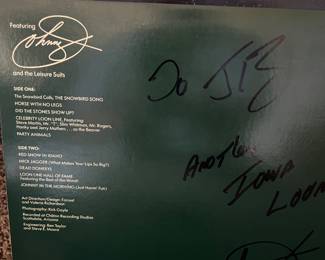 Featuring
Johnny D
and the Leisure Suits
SIDE ONE:
The Snowbird Calls, THE SNOWBIRD SONG
HORSE WITH NO LEGS
DID THE STONES SHOW UP?
CELEBRITY LOON LINE, Featuring:
Steve Martin, Mr. "T", Slim Whitman, Mr. Rogers,
Hanky and Jerry Mathers . . . as the Beaver
PARTY ANIMALS
SIDE TWO:
RED SNOW IN IDAHO
MICK JAGGER (What Makes Your Lips So Big?)
DEAD DONKEYS
LOON LINE HALL OF FAME
Featuring the Best of the Worst!
JOHNNY IN THE MORNING (Just Havin' Fun)
Art Direction/Design:
and Valerie Richardson
Photography: Rick Gayle
Recorded at Chaton Recording Studios
Scottsdale, Arizona
Engineering: Ben Taylor
and Steve E. Moore
To JR
ANOTHER
IOWA
LOON